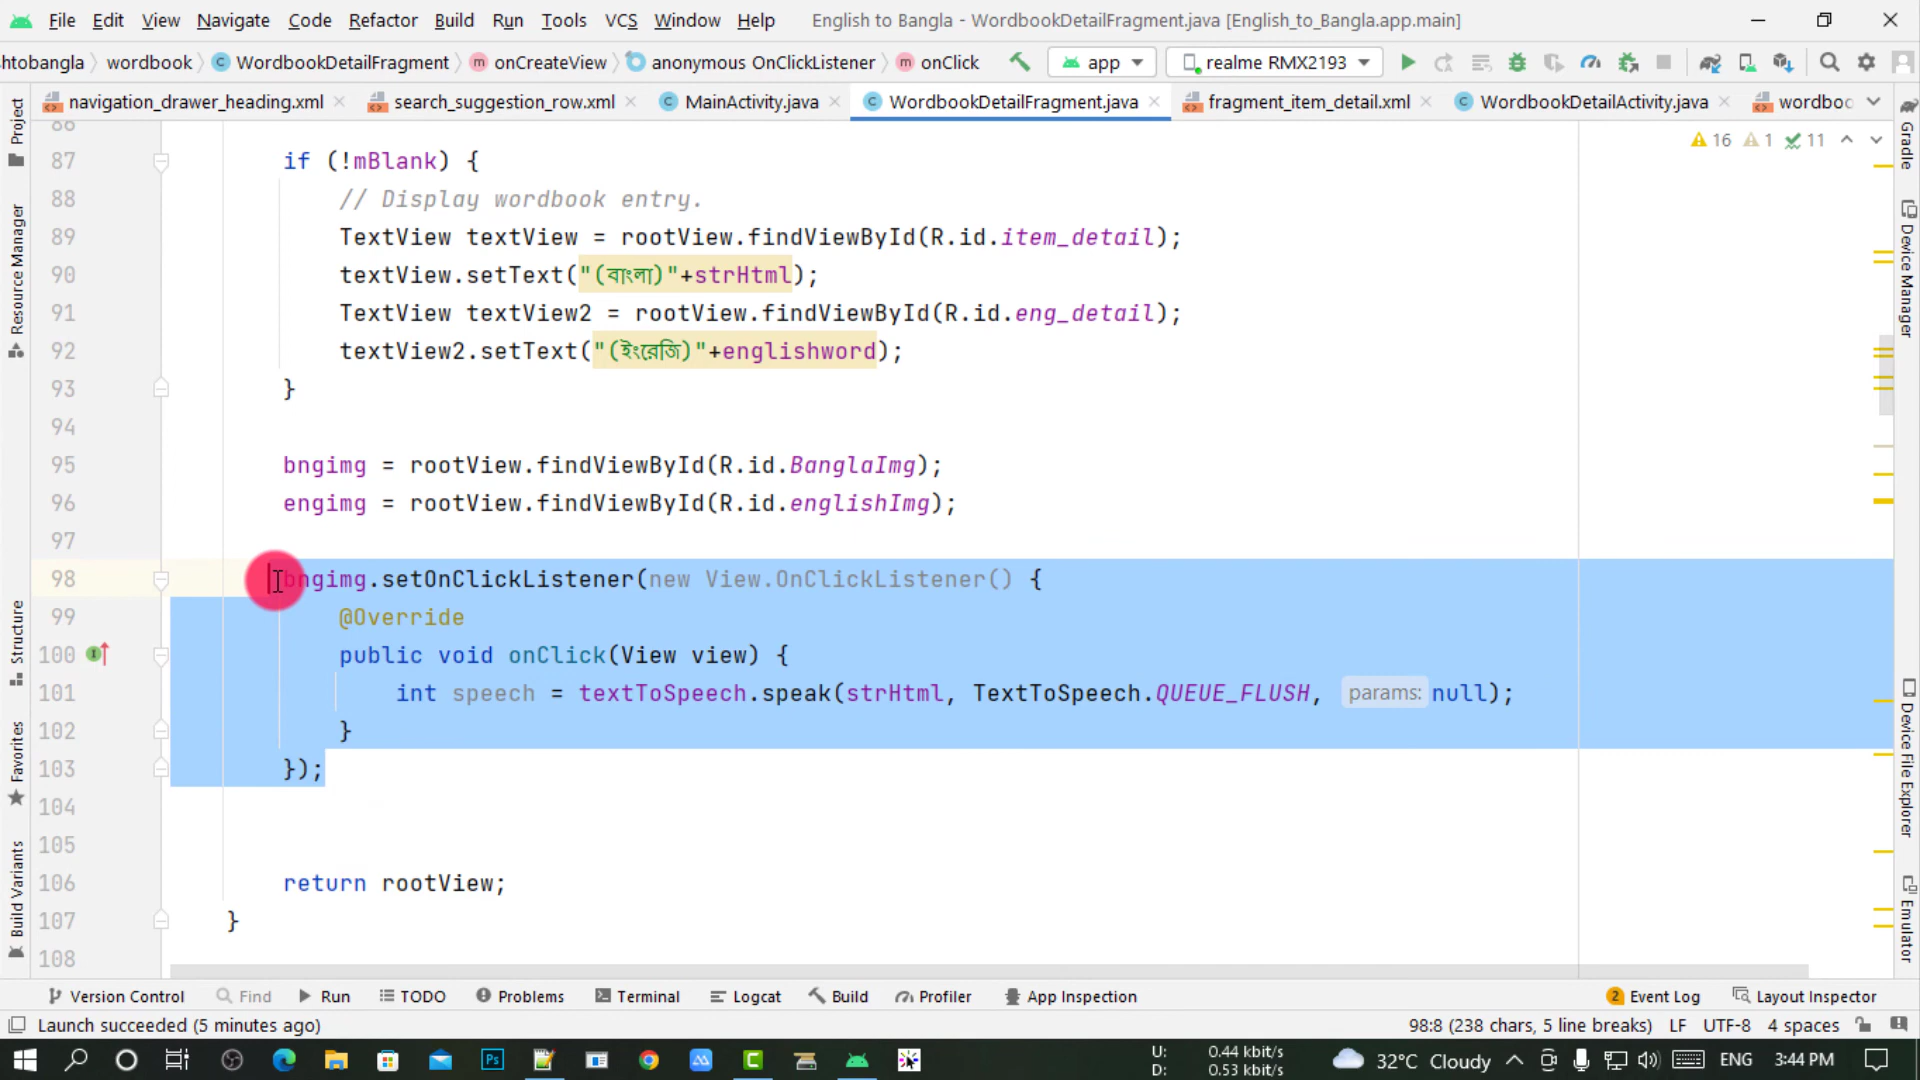 File Edit View Navigate Code Refactor Build Run Tools VCS Window Help English to Bangla - WordbookDetailFragment.java [English_to_Bangla.app.main]
htobangla wordbook WordbookDetailFragment onCreateView anonymous OnClickListener onClick app realme RMX2193
navigation_drawer_heading.xml search_suggestion_row.xml MainActivity.java WordbookDetailFragment.java fragment_item_detail.xml WordbookDetailActivity.java wordboo
86
16 1 11
87 if (!mBlank) {
88 // Display wordbook entry.
89 TextView textView = rootView.findViewById(R.id.item_detail);
90 textView.setText("(বাংলা)"+strHtml);
91 TextView textView2 = rootView.findViewById(R.id.eng_detail);
92 textView2.setText("(ইংরেজি)"+englishword);
93 }
94
95 bngimg = rootView.findViewById(R.id.BanglaImg);
96 engimg = rootView.findViewById(R.id.englishImg);
97
98 bngimg.setOnClickListener(new View.OnClickListener() {
99 @Override
100 public void onClick(View view) {
101 int speech = textToSpeech.speak(strHtml, TextToSpeech.QUEUE_FLUSH, params: null);
102 }
103 });
104
105
106 return rootView;
107 }
108
Project
Resource Manager
Structure
Favorites
Build Variants
Gradle
Device Manager
Device File Explorer
Emulator
Version Control Find Run TODO Problems Terminal Logcat Build Profiler App Inspection 2 Event Log Layout Inspector
Launch succeeded (5 minutes ago) 98:8 (238 chars, 5 line breaks) LF UTF-8 4 spaces
U: 0.44 kbit/s
D: 0.53 kbit/s
32°C Cloudy ENG 3:44 PM